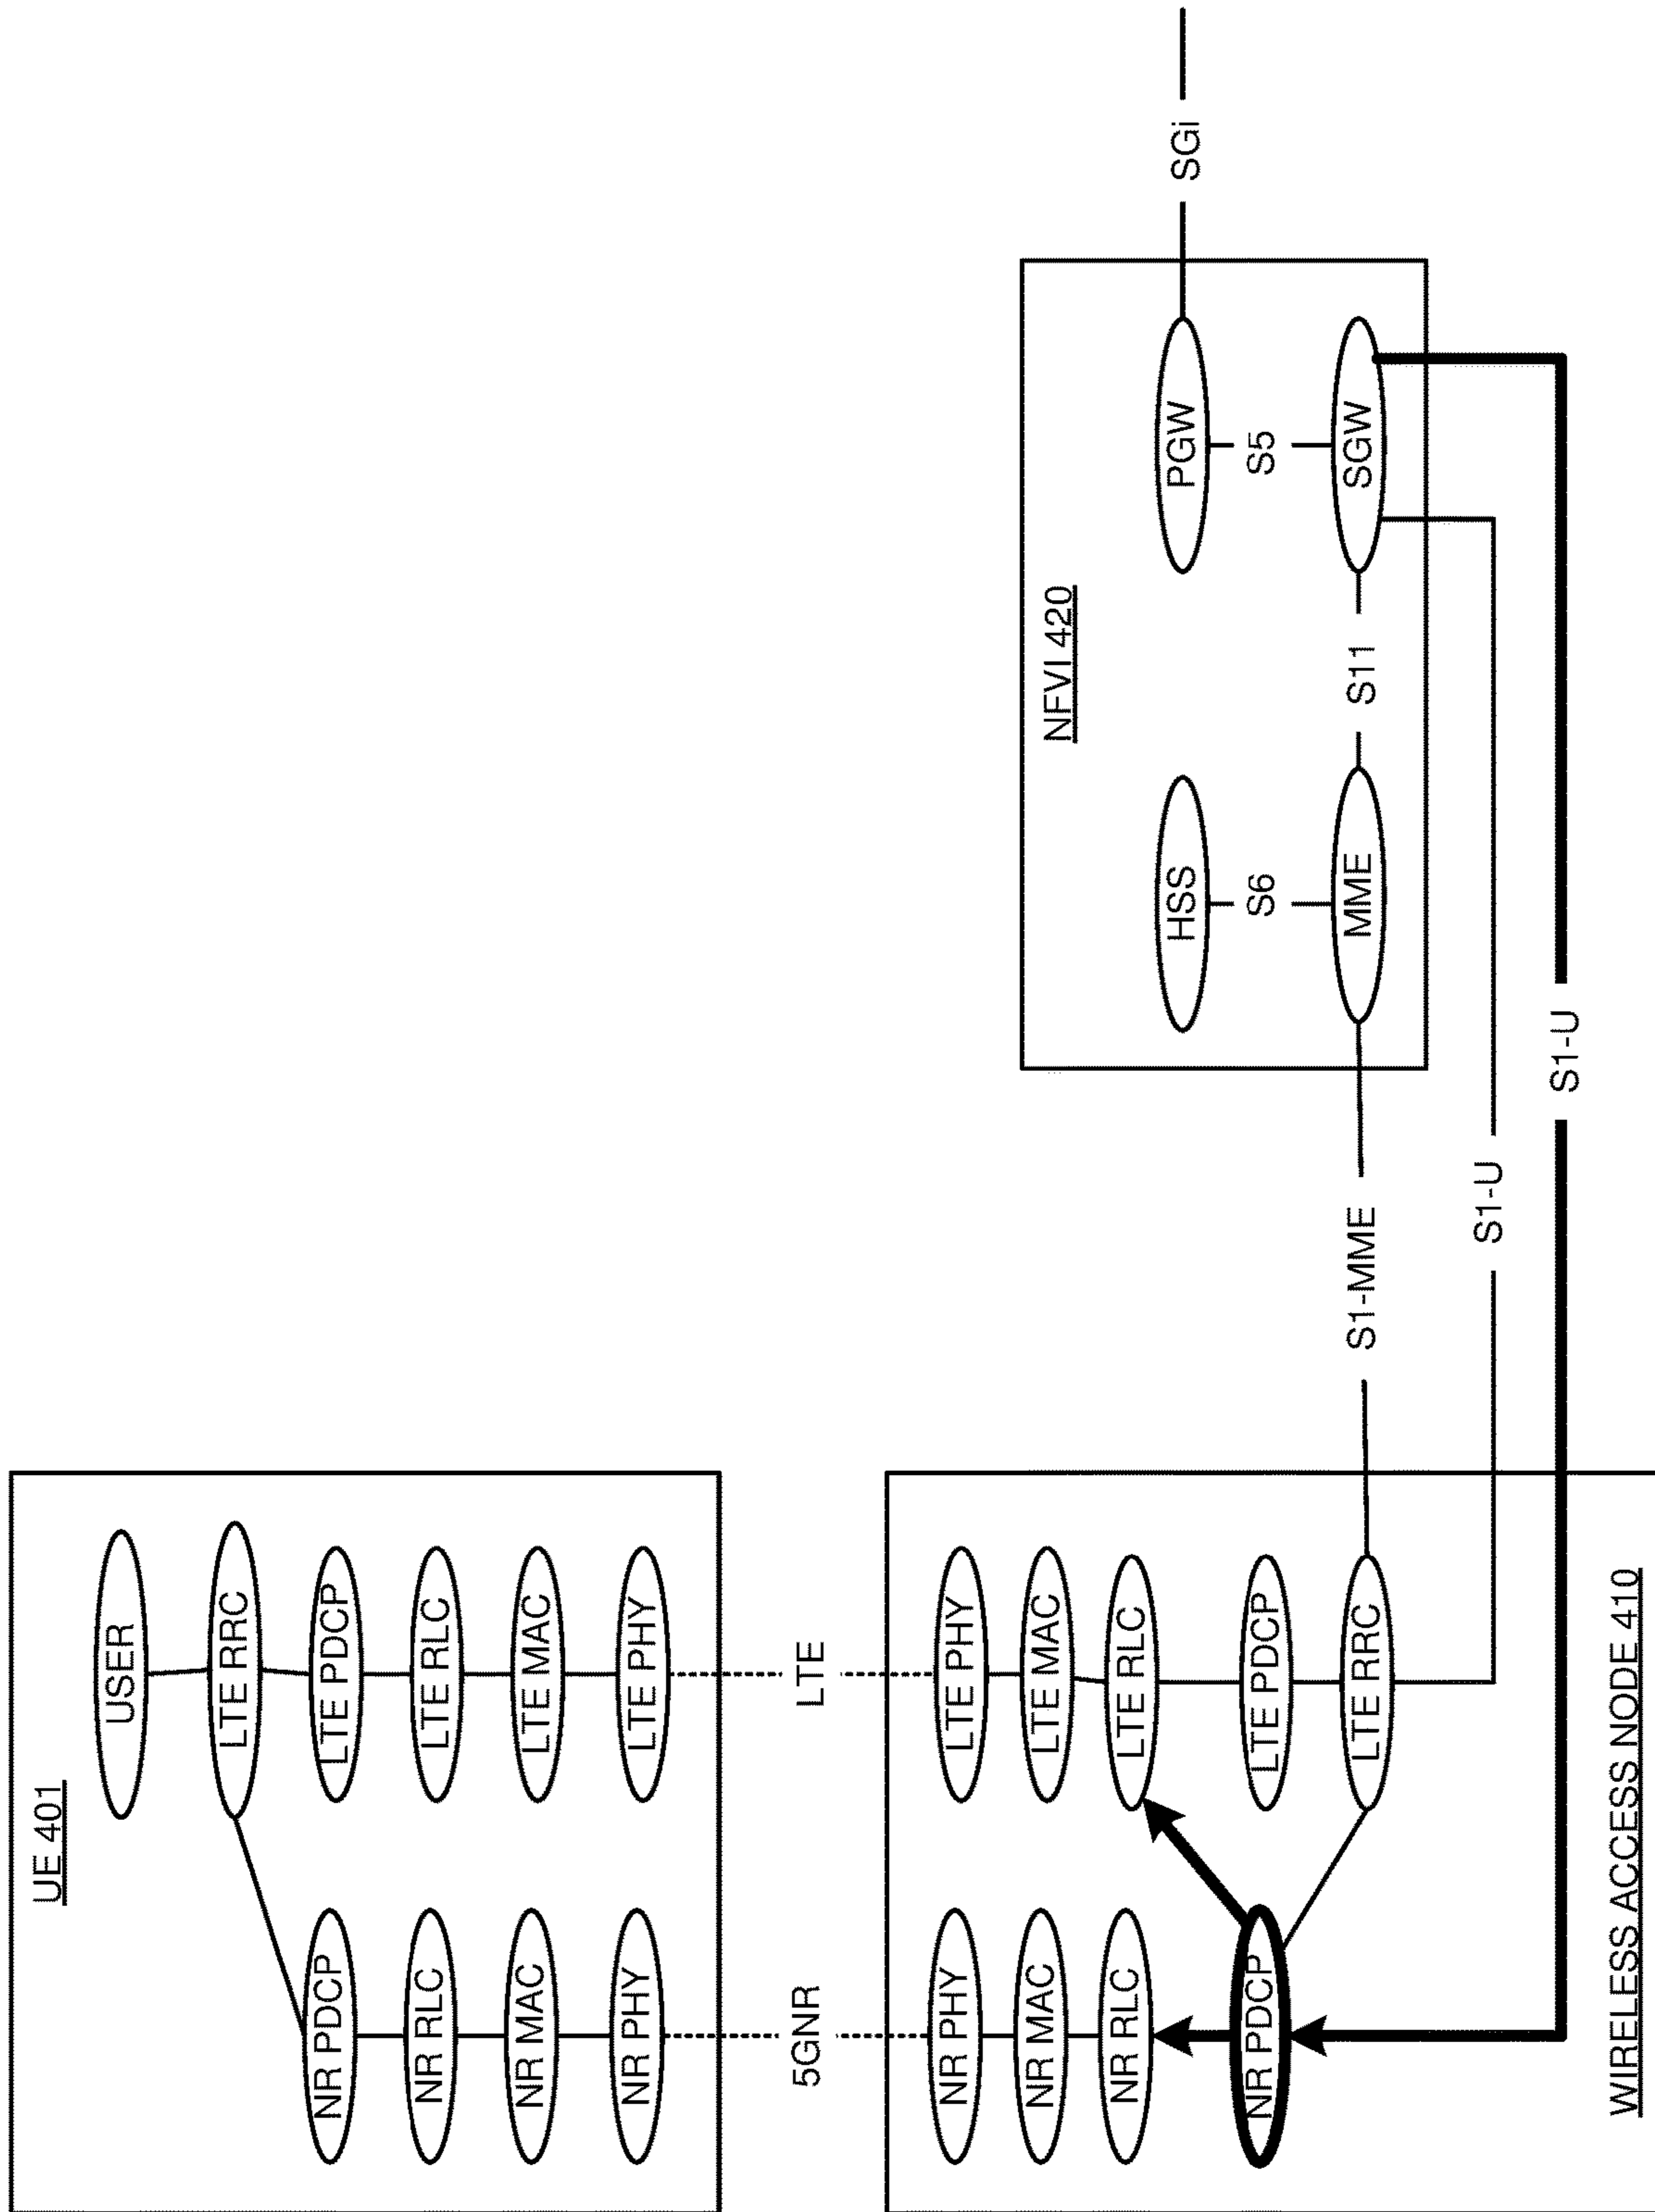 UE 401
USER
LTE RRC
NR PDCP
LTE PDCP
NR RLC
LTE RLC
NR MAC
LTE MAC
NR PHY
LTE PHY
5GNR
LTE
WIRELESS ACCESS NODE 410
NR PHY
LTE PHY
NR MAC
LTE MAC
NR RLC
LTE RLC
NR PDCP
LTE PDCP
LTE RRC
S1-MME
S1-U
S1-U
NFVI 420
HSS
PGW
S6
S5
MME
S11
SGW
SGi